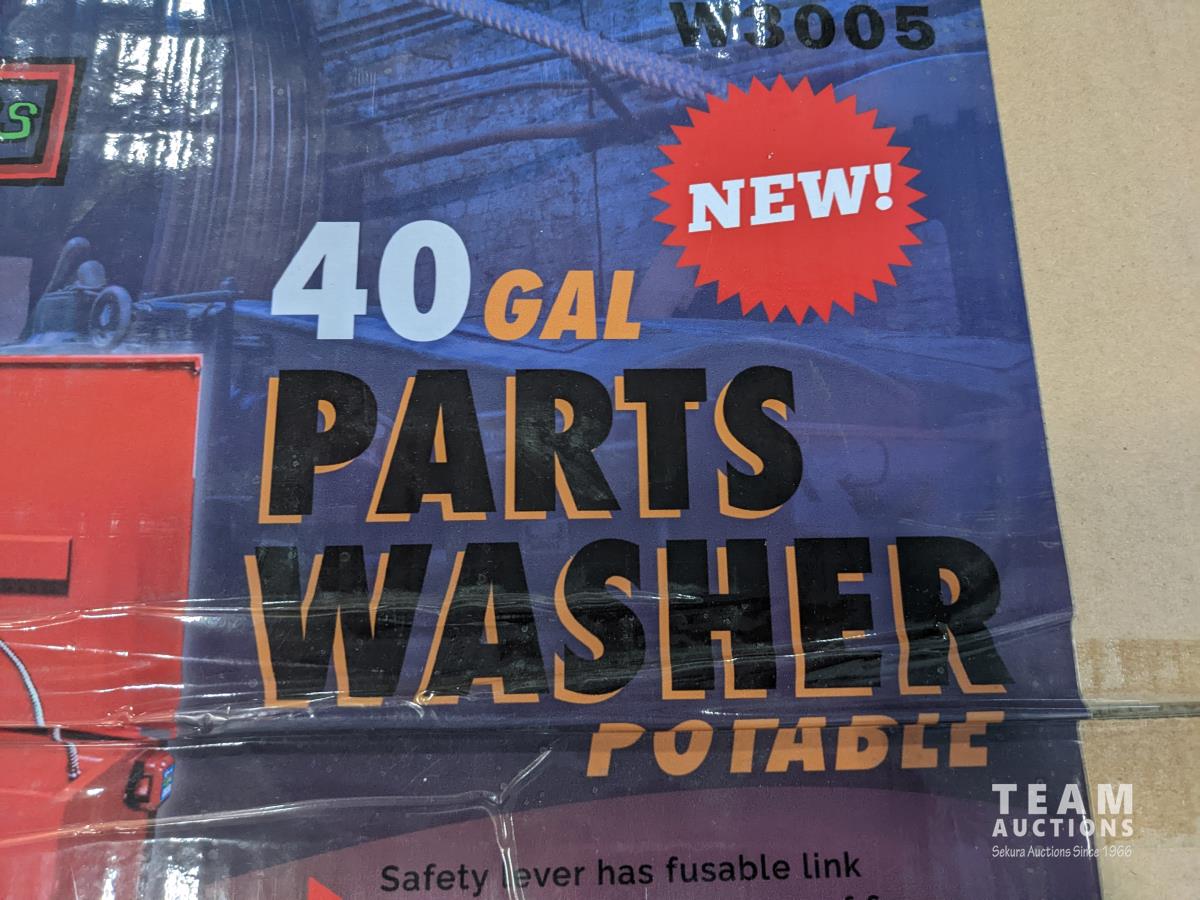 W3005
NEW!
40 GAL
PARTS
WASHER
POTABLE
Safety lever has fusable link
TEAM
AUCTIONS
Sekura Auctions Since 1966